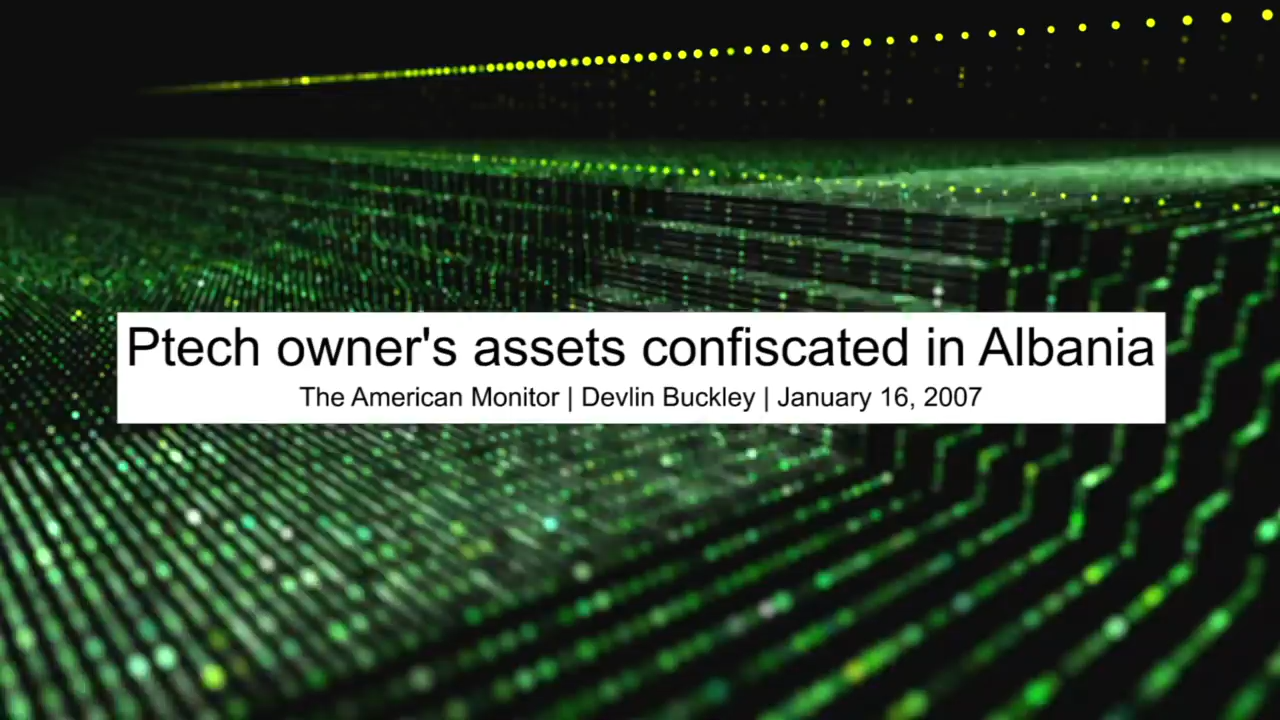 Ptech owner's assets confiscated in Albania
The American Monitor | Devlin Buckley | January 16, 2007